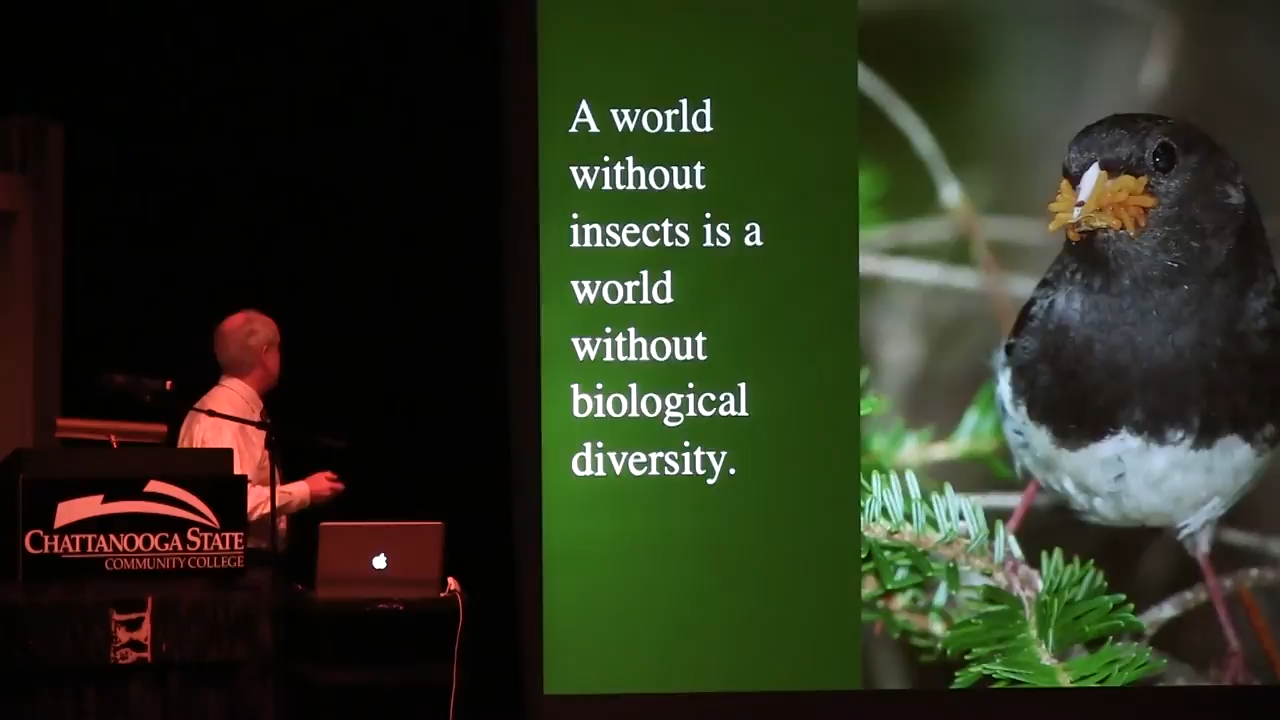 A world
without
insects is a
world
without
biological
diversity.
CHATTANOOGA STATE
COMMUNITY COLLEGE